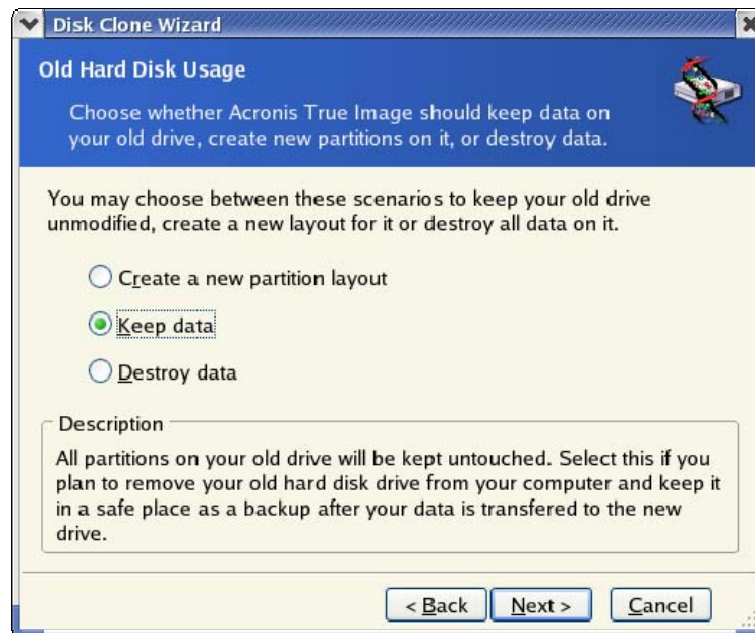 Disk Clone Wizard
Old Hard Disk Usage
Choose whether Acronis True Image should keep data on
your old drive, create new partitions on it, or destroy data.
You may choose between these scenarios to keep your old drive
unmodified, create a new layout for it or destroy all data on it.
Create a new partition layout
Keep data
Destroy data
Description
All partitions on your old drive will be kept untouched. Select this if you
plan to remove your old hard disk drive from your computer and keep it
in a safe place as a backup after your data is transfered to the new
drive.
< Back
Next >
Cancel